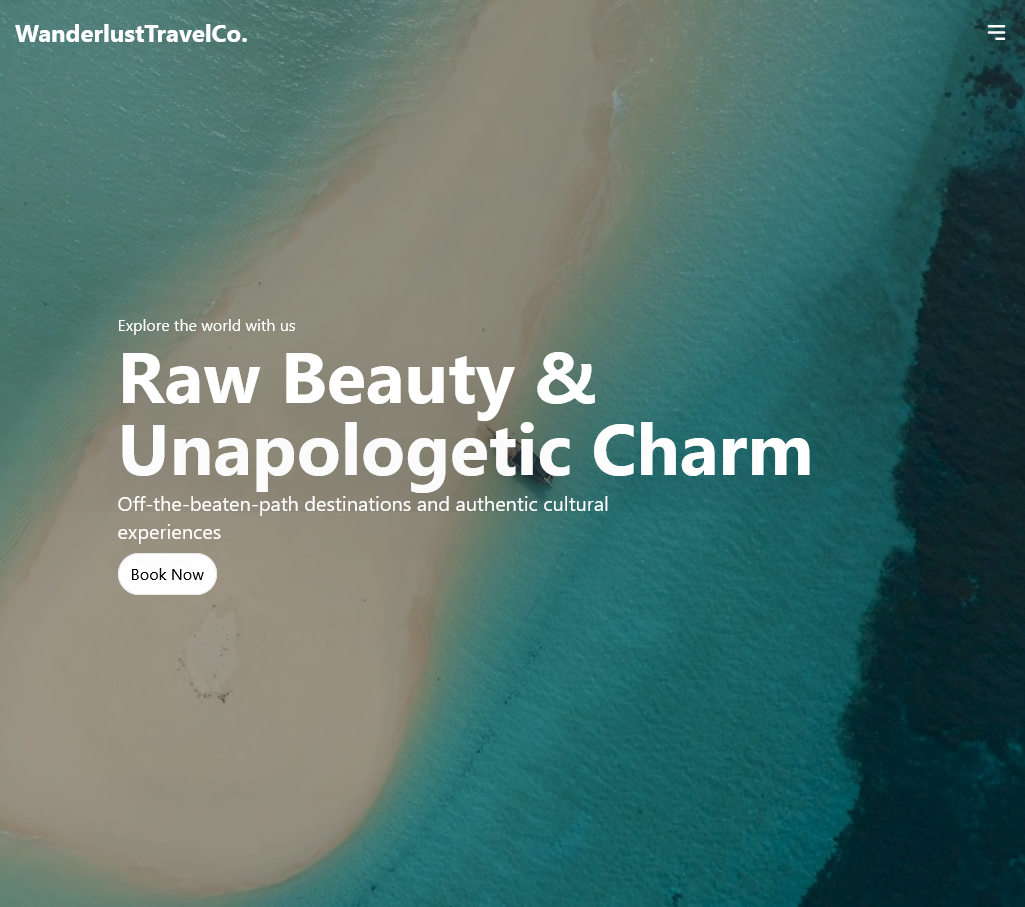 WanderlustTravelCo.
Explore the world with us
Raw Beauty &
Unapologetic Charm
Off-the-beaten-path destinations and authentic cultural
experiences
Book Now